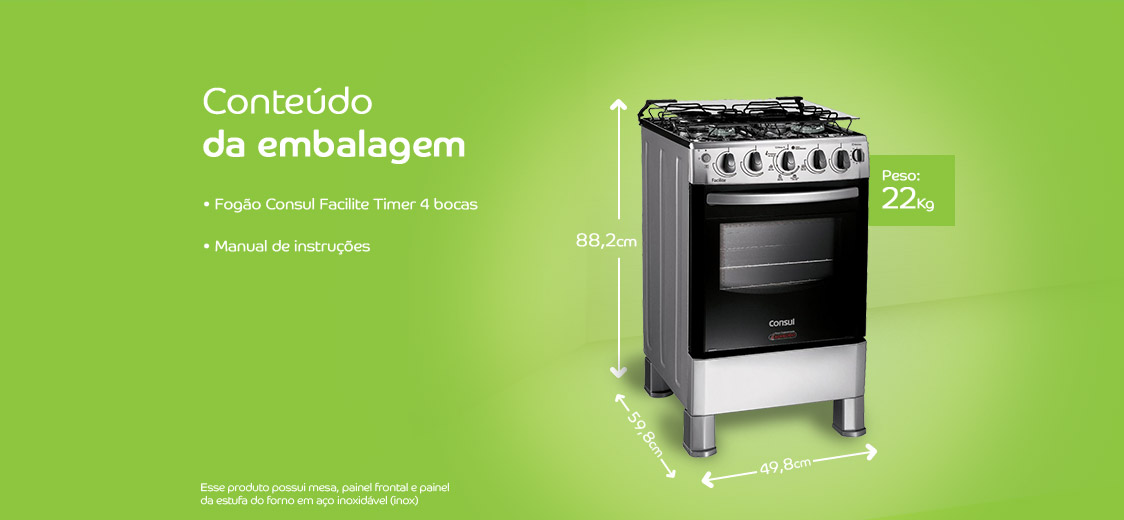 Conteúdo
da embalagem
• Fogão Consul Facilite Timer 4 bocas
• Manual de instruções
88,2cm
Peso:
22Kg
Facilite
consul
59,8cm
49,8cm
Esse produto possui mesa, painel frontal e painel
da estufa do forno em aço inoxidável (inox)